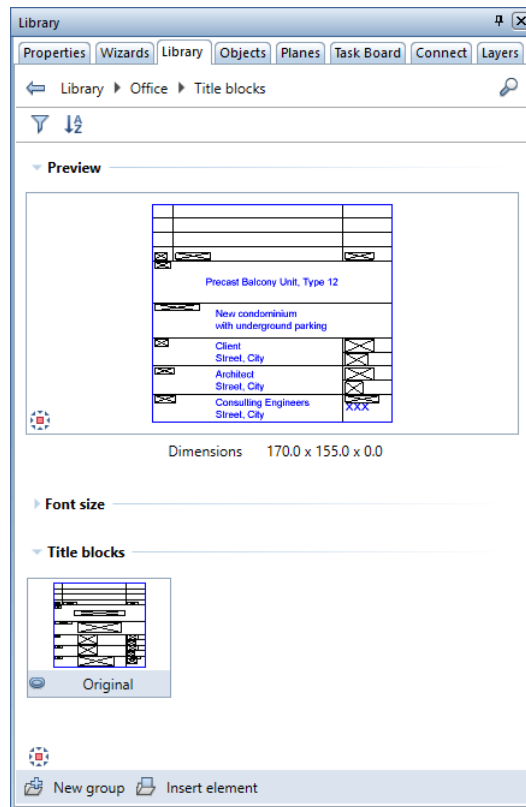 Library
Properties Wizards Library Objects Planes Task Board Connect Layers
Library Office Title blocks
Preview
Precast Balcony Unit, Type 12
New condominium
with underground parking
Client
Street, City
Architect
Street, City
Consulting Engineers
Street, City
XXX
Dimensions 170.0 x 155.0 x 0.0
Font size
Title blocks
Original
New group Insert element